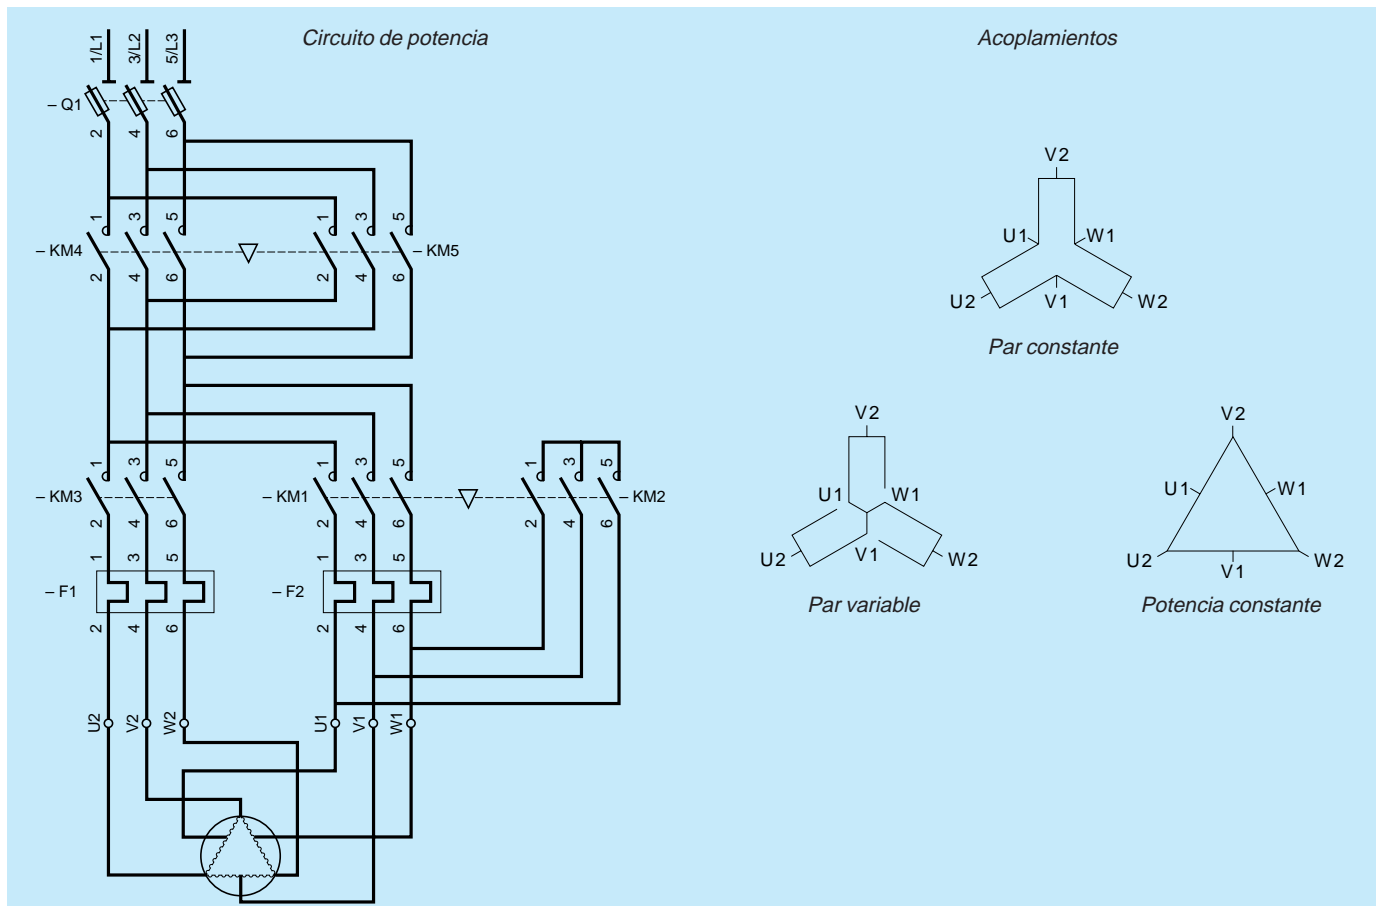 Circuito de potencia
Acoplamientos
1/L1 3/L2 5/L3
– Q1
2 4 6
1 3 5 1 3 5
– KM4 – KM5
2 4 6 2 4 6
1 3 5 1 3 5 1 3 5
– KM3 – KM1 – KM2
2 4 6 2 4 6 2 4 6
1 3 5 1 3 5
– F1 – F2
2 4 6 2 4 6
U2 V2 W2 U1 V1 W1
V2
U1 W1
U2 V1 W2
Par constante
V2
U1 W1
U2 V1 W2
Par variable
V2
U1 W1
U2 V1 W2
Potencia constante